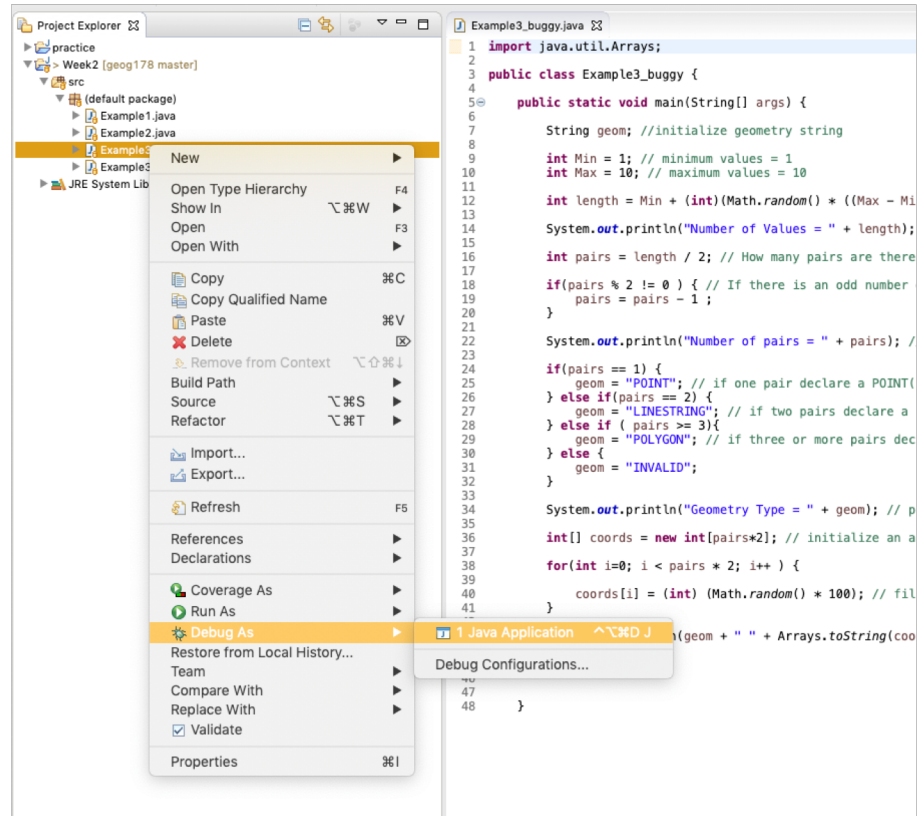 Project Explorer
practice
> Week2 [geog178 master]
src
(default package)
Example1.java
Example2.java
Example3
Example3
JRE System Lib
New
Open Type Hierarchy F4
Show In ⌥⌘W
Open F3
Open With
Copy ⌘C
Copy Qualified Name
Paste ⌘V
Delete ⌦
Remove from Context ⌥⇧⌘↓
Build Path
Source ⌥⌘S
Refactor ⌥⌘T
Import...
Export...
Refresh F5
References
Declarations
Coverage As
Run As
Debug As
Restore from Local History...
Team
Compare With
Replace With
Validate
Properties ⌘I
1 Java Application ^⌥⌘D J
Debug Configurations...
Example3_buggy.java
1 import java.util.Arrays;
2
3 public class Example3_buggy {
4
5 public static void main(String[] args) {
6
7 String geom; //initialize geometry string
8
9 int Min = 1; // minimum values = 1
10 int Max = 10; // maximum values = 10
11
12 int length = Min + (int)(Math.random() * ((Max - Mi
13
14 System.out.println("Number of Values = " + length);
15
16 int pairs = length / 2; // How many pairs are there
17
18 if(pairs % 2 != 0 ) { // If there is an odd number
19 pairs = pairs - 1 ;
20 }
21
22 System.out.println("Number of pairs = " + pairs); //
23
24 if(pairs == 1) {
25 geom = "POINT"; // if one pair declare a POINT(
26 } else if(pairs == 2) {
27 geom = "LINESTRING"; // if two pairs declare a
28 } else if ( pairs >= 3){
29 geom = "POLYGON"; // if three or more pairs dec
30 } else {
31 geom = "INVALID";
32 }
33
34 System.out.println("Geometry Type = " + geom); // p
35
36 int[] coords = new int[pairs*2]; // initialize an a
37
38 for(int i=0; i < pairs * 2; i++ ) {
39
40 coords[i] = (int) (Math.random() * 100); // fil
41 }
(geom + " " + Arrays.toString(coo
47
48 }